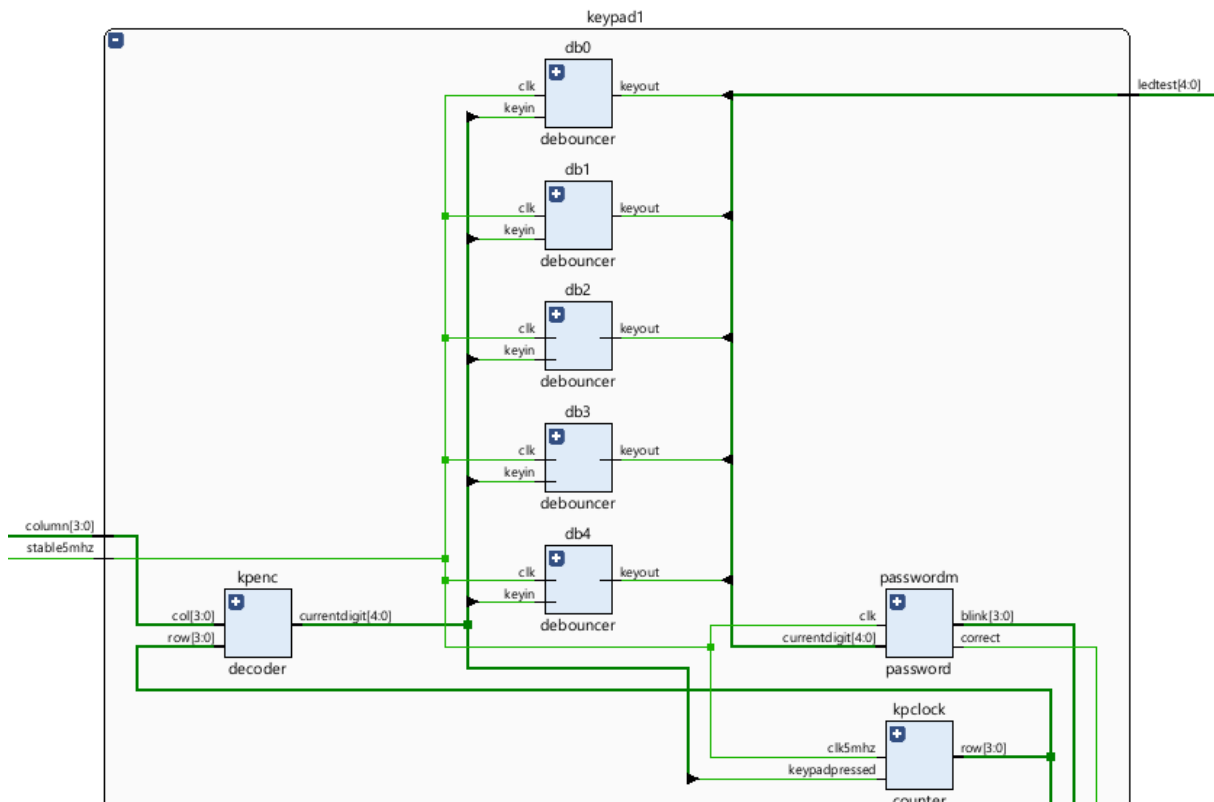 keypad1
db0
clk
keyout
keyin
debouncer
ledtest[4:0]
db1
clk
keyout
keyin
debouncer
db2
clk
keyout
keyin
debouncer
db3
clk
keyout
keyin
debouncer
column[3:0]
stable5mhz
db4
clk
keyout
keyin
debouncer
kpenc
col[3:0]
row[3:0]
currentdigit[4:0]
decoder
passwordm
clk
currentdigit[4:0]
blink[3:0]
correct
password
kpclock
clk5mhz
keypadpressed
row[3:0]
counter